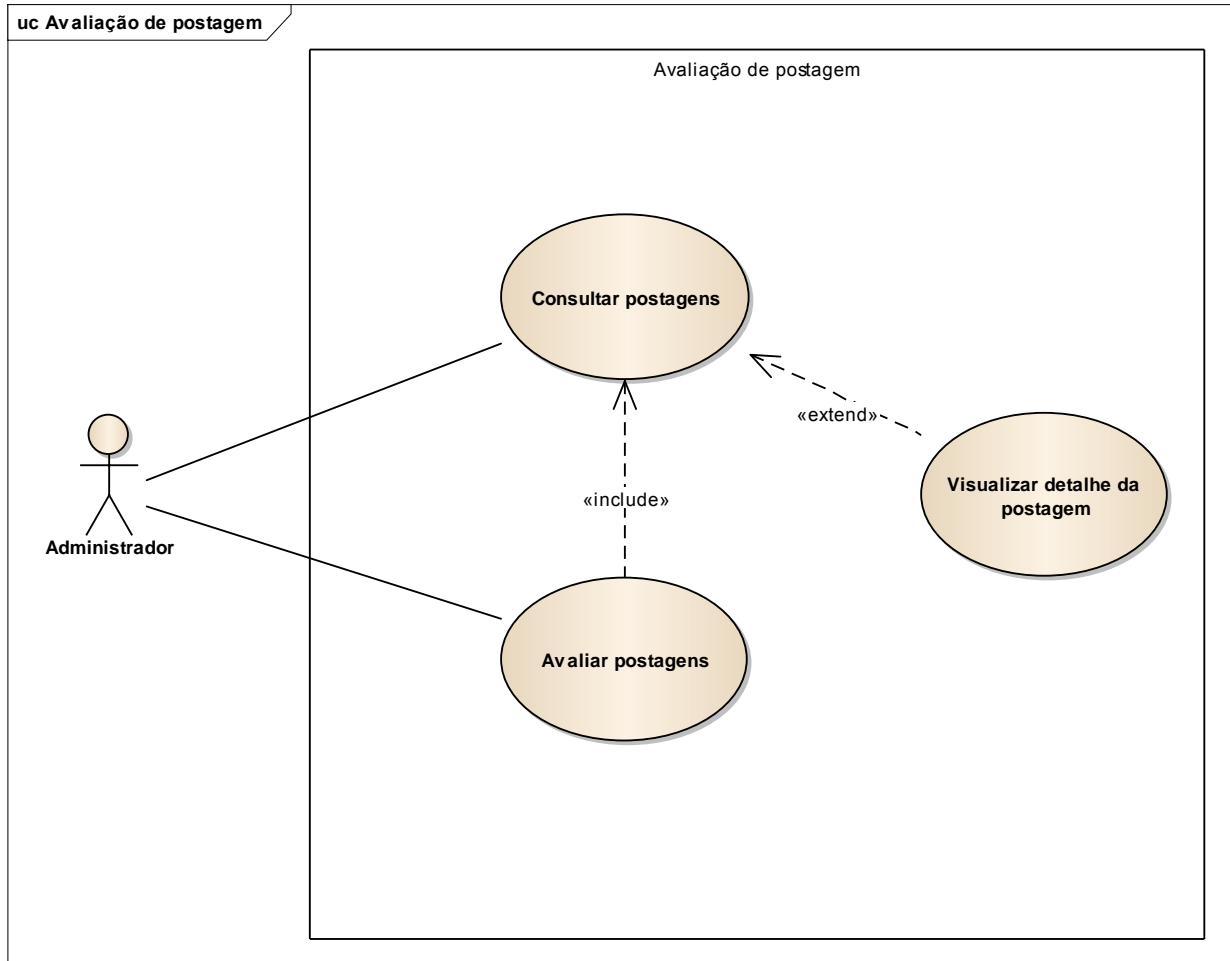 uc Avaliação de postagem
Avaliação de postagem
Consultar postagens
«extend»
Visualizar detalhe da
postagem
«include»
Administrador
Avaliar postagens